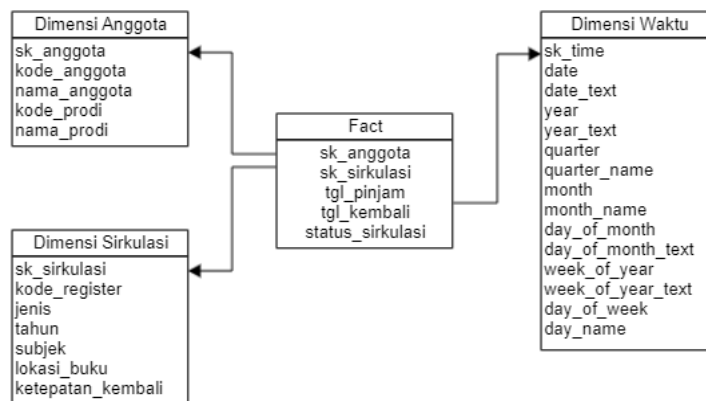 Dimensi Anggota
sk_anggota
kode_anggota
nama_anggota
kode_prodi
nama_prodi
Fact
sk_anggota
sk_sirkulasi
tgl_pinjam
tgl_kembali
status_sirkulasi
Dimensi Sirkulasi
sk_sirkulasi
kode_register
jenis
tahun
subjek
lokasi_buku
ketepatan_kembali
Dimensi Waktu
sk_time
date
date_text
year
year_text
quarter
quarter_name
month
month_name
day_of_month
day_of_month_text
week_of_year
week_of_year_text
day_of_week
day_name